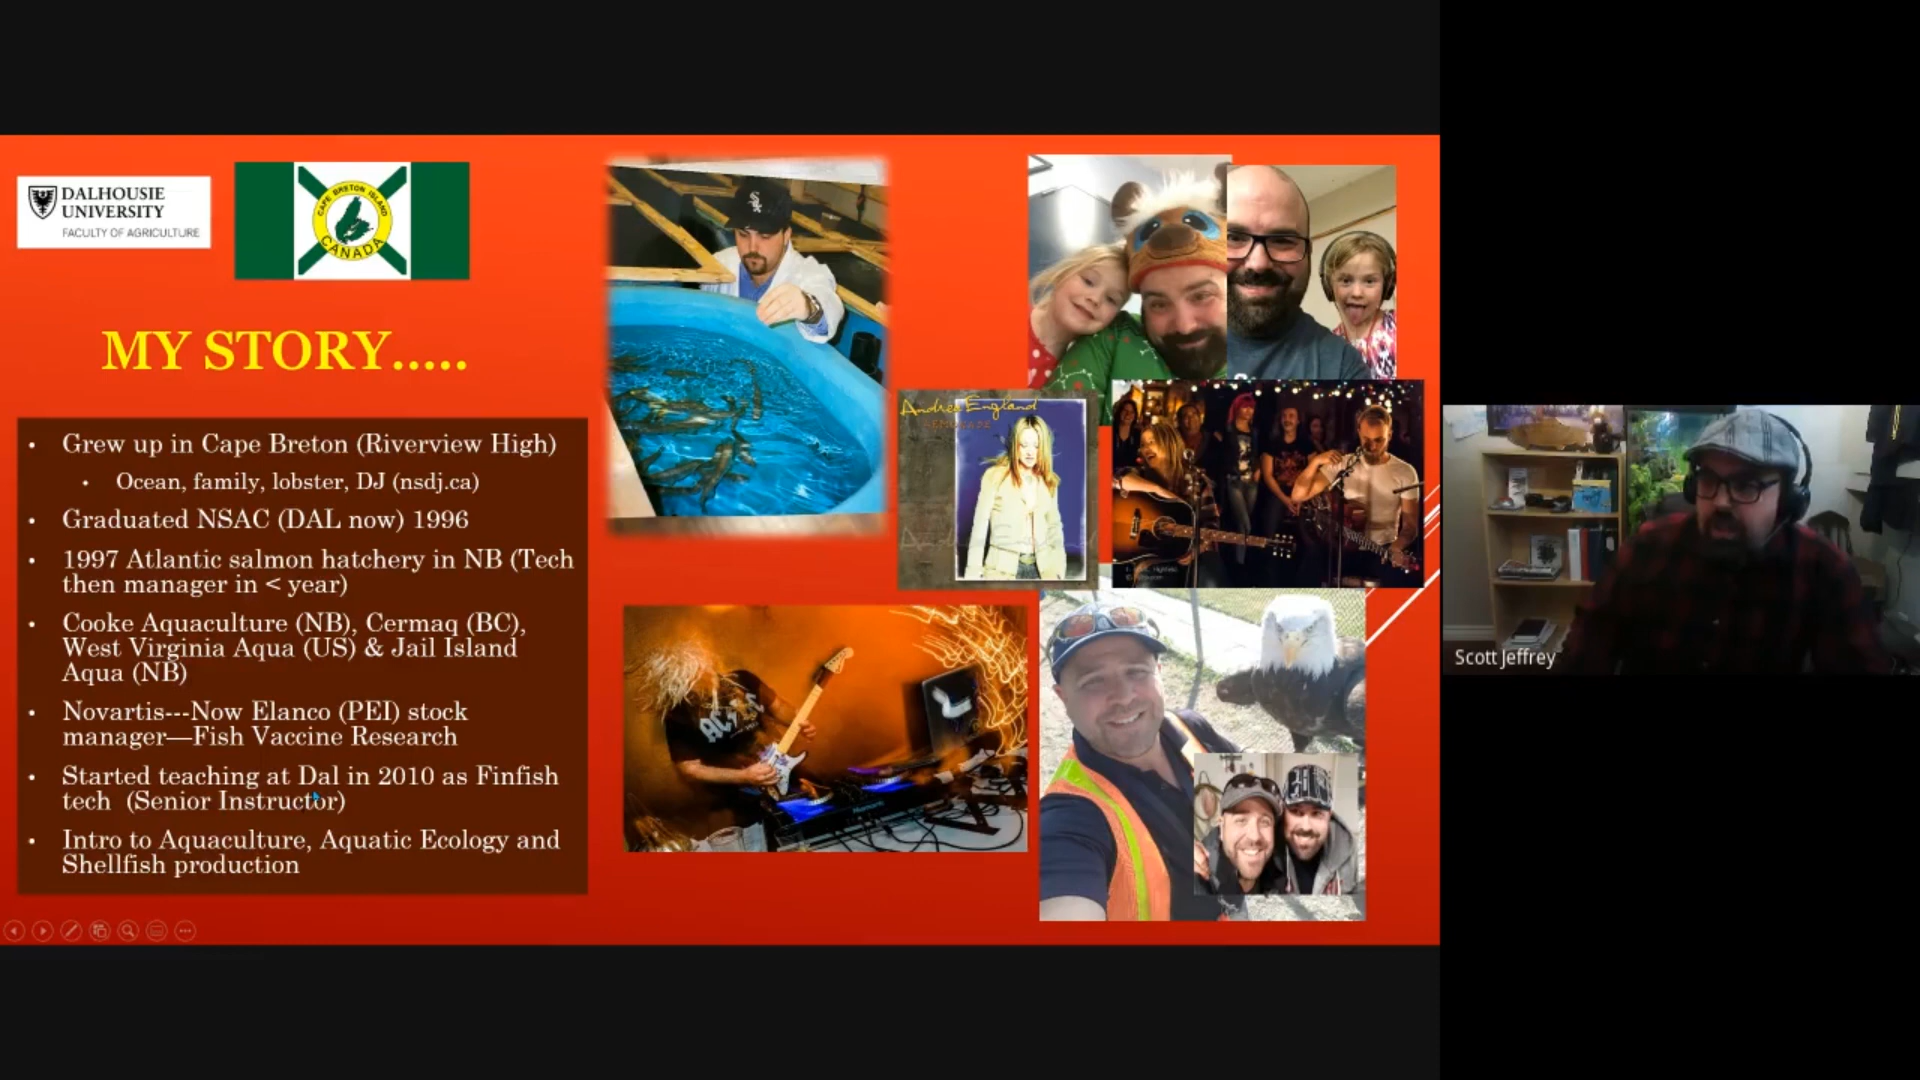 DALHOUSIE
UNIVERSITY
FACULTY OF AGRICULTURE
CAPE BRETON ISLAND
CANADA
MY STORY.....
• Grew up in Cape Breton (Riverview High)
• Ocean, family, lobster, DJ (nsdj.ca)
• Graduated NSAC (DAL now) 1996
• 1997 Atlantic salmon hatchery in NB (Tech
then manager in < year)
• Cooke Aquaculture (NB), Cermaq (BC),
West Virginia Aqua (US) & Jail Island
Aqua (NB)
• Novartis---Now Elanco (PEI) stock
manager—Fish Vaccine Research
• Started teaching at Dal in 2010 as Finfish
tech (Senior Instructor)
• Intro to Aquaculture, Aquatic Ecology and
Shellfish production
Andrea England
LEMONADE
AC DC
Scott Jeffrey